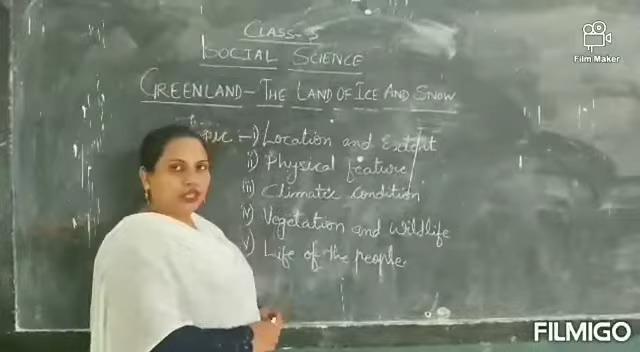 CLASS-5
SOCIAL SCIENCE
GREENLAND - THE LAND OF ICE AND SNOW
i) Location and Extent
ii) Physical feature
iii) Climatic condition
iv) Vegetation and wildlife
v) Life of the people
Film Maker
FILMIGO